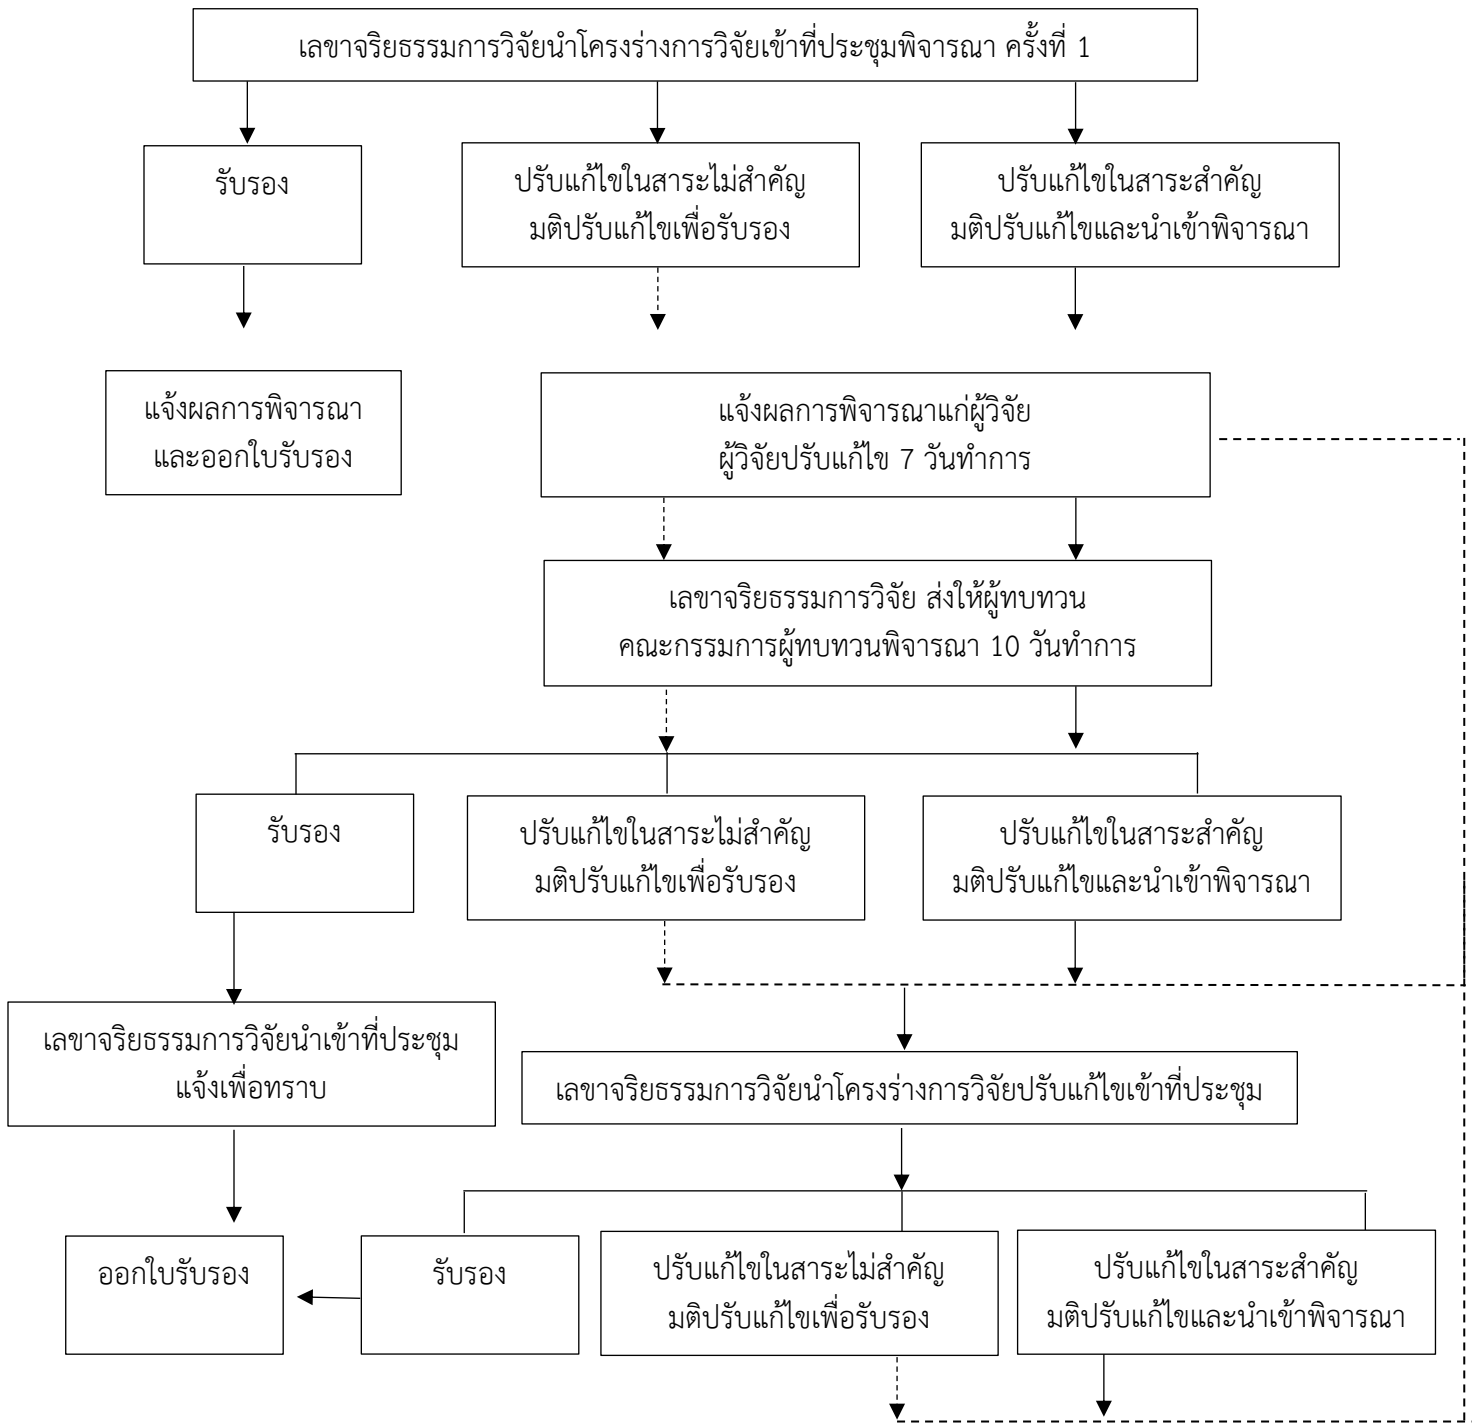 เลขาจริยธรรมการวิจัยนำโครงร่างการวิจัยเข้าที่ประชุมพิจารณา ครั้งที่ 1
รับรอง
ปรับแก้ไขในสาระไม่สำคัญ
มติปรับแก้ไขเพื่อรับรอง
ปรับแก้ไขในสาระสำคัญ
มติปรับแก้ไขและนำเข้าพิจารณา
แจ้งผลการพิจารณา
และออกใบรับรอง
แจ้งผลการพิจารณาแก่ผู้วิจัย
ผู้วิจัยปรับแก้ไข 7 วันทำการ
เลขาจริยธรรมการวิจัย ส่งให้ผู้ทบทวน
คณะกรรมการผู้ทบทวนพิจารณา 10 วันทำการ
รับรอง
ปรับแก้ไขในสาระไม่สำคัญ
มติปรับแก้ไขเพื่อรับรอง
ปรับแก้ไขในสาระสำคัญ
มติปรับแก้ไขและนำเข้าพิจารณา
เลขาจริยธรรมการวิจัยนำเข้าที่ประชุม
แจ้งเพื่อทราบ
เลขาจริยธรรมการวิจัยนำโครงร่างการวิจัยปรับแก้ไขเข้าที่ประชุม
ออกใบรับรอง
รับรอง
ปรับแก้ไขในสาระไม่สำคัญ
มติปรับแก้ไขเพื่อรับรอง
ปรับแก้ไขในสาระสำคัญ
มติปรับแก้ไขและนำเข้าพิจารณา